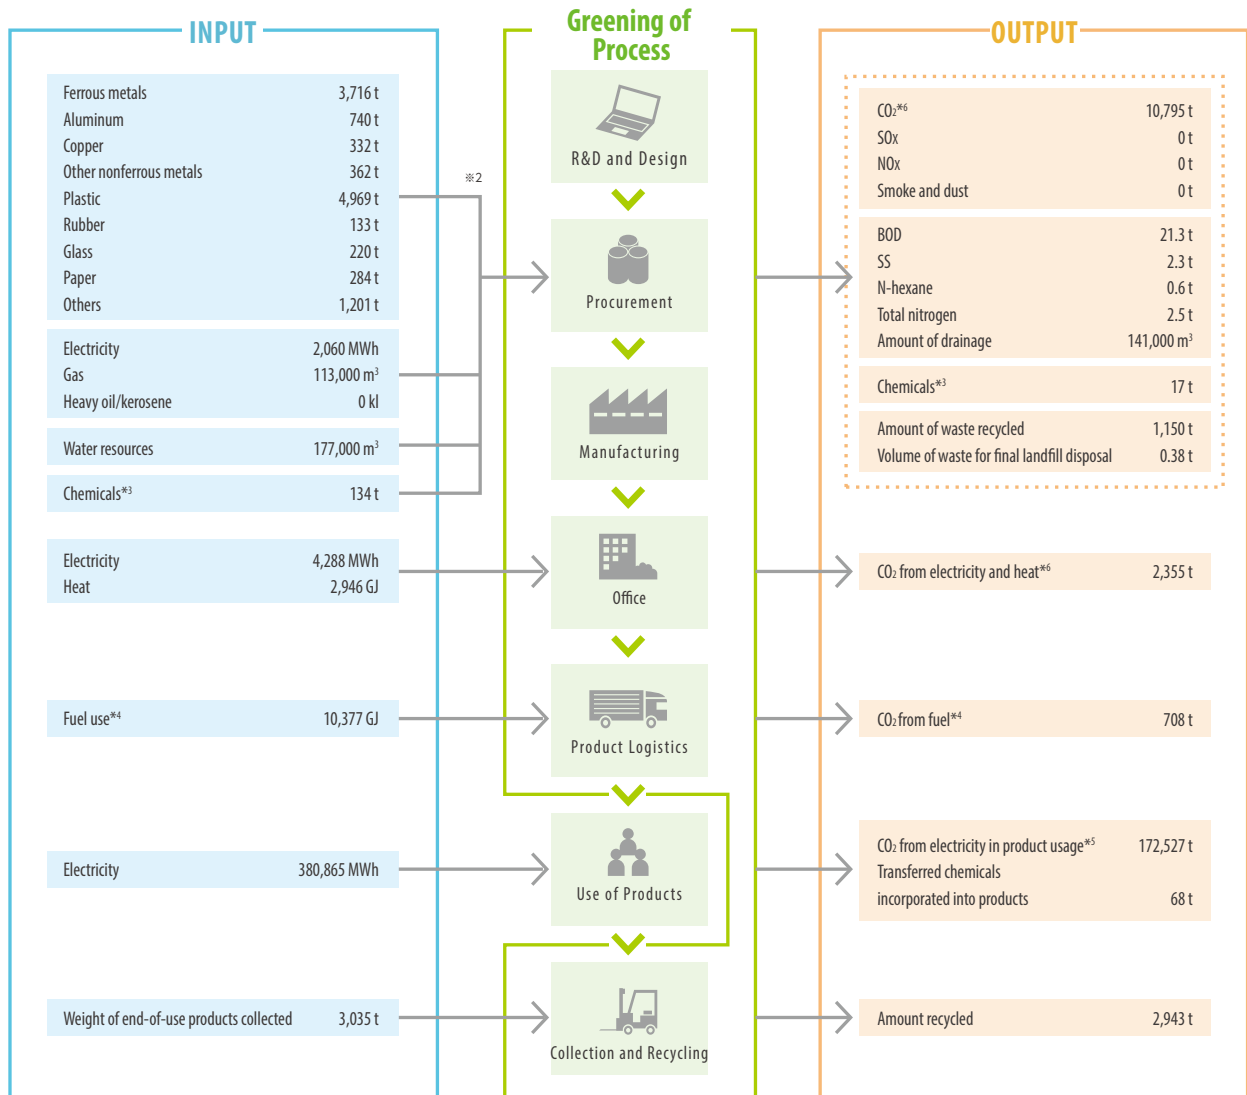 INPUT
Ferrous metals 3,716 t
Aluminum 740 t
Copper 332 t
Other nonferrous metals 362 t
Plastic 4,969 t
Rubber 133 t
Glass 220 t
Paper 284 t
Others 1,201 t
Electricity 2,060 MWh
Gas 113,000 m³
Heavy oil/kerosene 0 kl
Water resources 177,000 m³
Chemicals*³ 134 t
Electricity 4,288 MWh
Heat 2,946 GJ
Fuel use*⁴ 10,377 GJ
Electricity 380,865 MWh
Weight of end-of-use products collected 3,035 t
※2
Greening of
Process
R&D and Design
Procurement
Manufacturing
Office
Product Logistics
Use of Products
Collection and Recycling
OUTPUT
CO₂*⁶ 10,795 t
SOx 0 t
NOx 0 t
Smoke and dust 0 t
BOD 21.3 t
SS 2.3 t
N-hexane 0.6 t
Total nitrogen 2.5 t
Amount of drainage 141,000 m³
Chemicals*³ 17 t
Amount of waste recycled 1,150 t
Volume of waste for final landfill disposal 0.38 t
CO₂ from electricity and heat*⁶ 2,355 t
CO₂ from fuel*⁴ 708 t
CO₂ from electricity in product usage*⁵ 172,527 t
Transferred chemicals
incorporated into products 68 t
Amount recycled 2,943 t